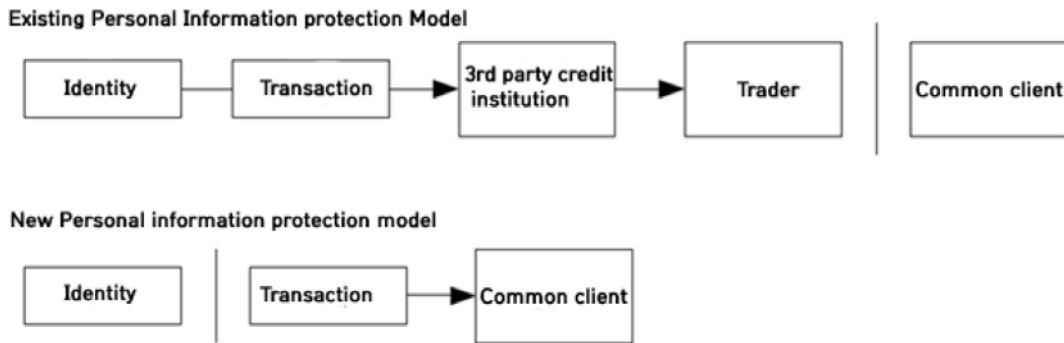 Existing Personal Information protection Model
Identity
Transaction
3rd party credit
institution
Trader
Common client
New Personal information protection model
Identity
Transaction
Common client